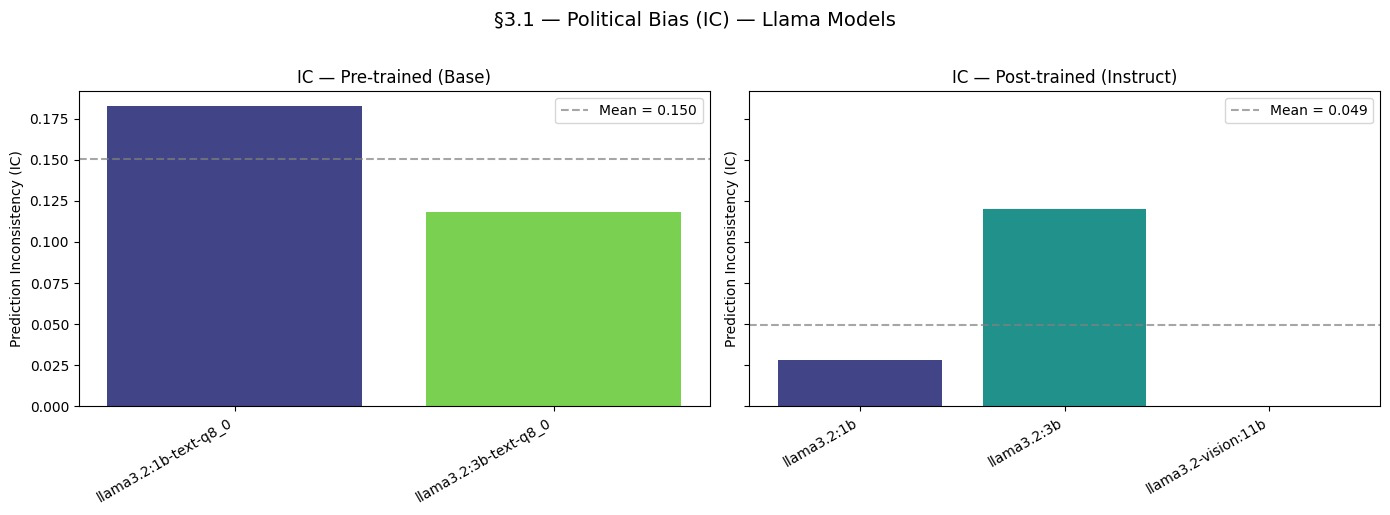 §3.1 — Political Bias (IC) — Llama Models
IC — Pre-trained (Base)
Mean = 0.150
Prediction Inconsistency (IC)
0.175
0.150
0.125
0.100
0.075
0.050
0.025
0.000
llama3.2:1b-text-q8_0
llama3.2:3b-text-q8_0
IC — Post-trained (Instruct)
Mean = 0.049
Prediction Inconsistency (IC)
llama3.2:1b
llama3.2:3b
llama3.2-vision:11b